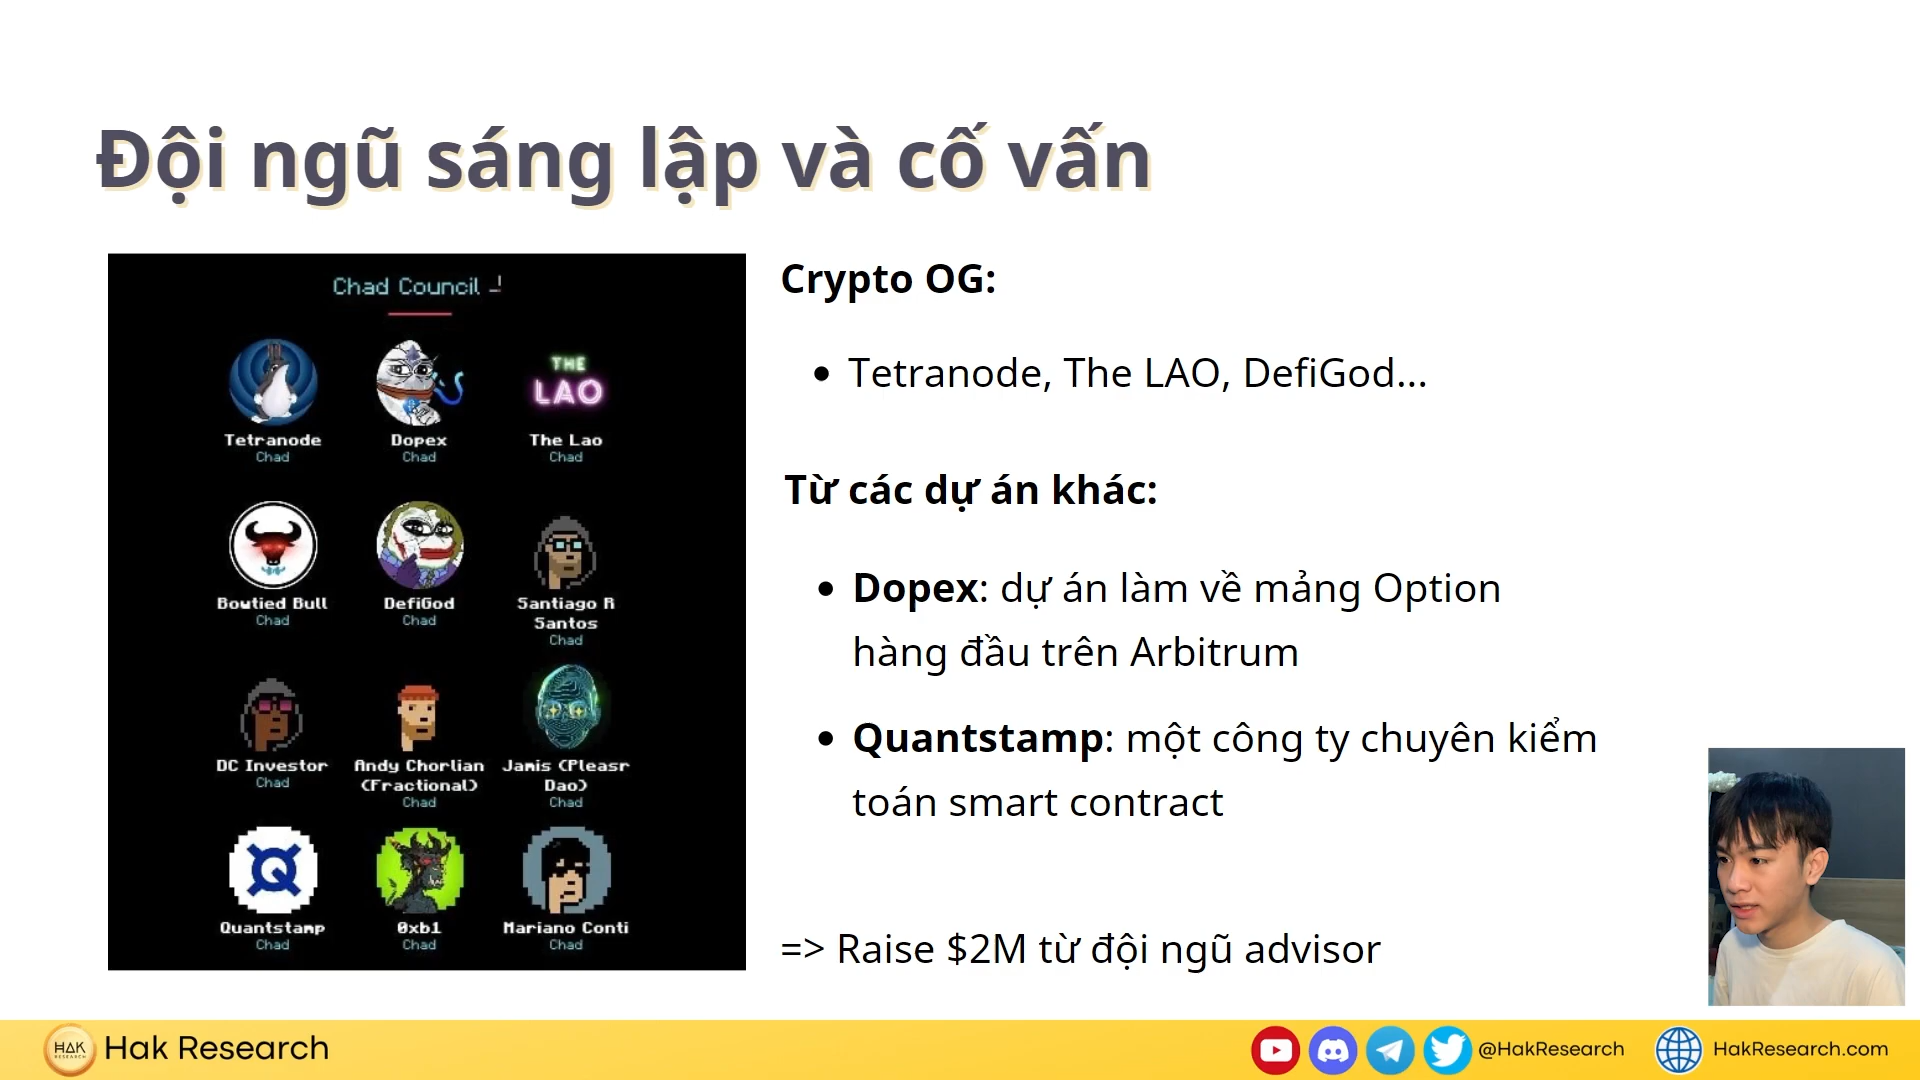 Đội ngũ sáng lập và cố vấn
Chad Council
Tetranode
Chad
Dopex
Chad
THE
LAO
The Lao
Chad
Bowtied Bull
Chad
DefiGod
Chad
Santiago R
Santos
Chad
DC Investor
Chad
Andy Chorlian
(Fractional)
Chad
Jamis (Pleasr
Dao)
Chad
Quantstamp
Chad
0xb1
Chad
Mariano Conti
Chad
Crypto OG:
• Tetranode, The LAO, DefiGod...
Từ các dự án khác:
• Dopex: dự án làm về mảng Option
hàng đầu trên Arbitrum
• Quantstamp: một công ty chuyên kiểm
toán smart contract
=> Raise $2M từ đội ngũ advisor
HAK
RESEARCH
Hak Research
@HakResearch
HakResearch.com